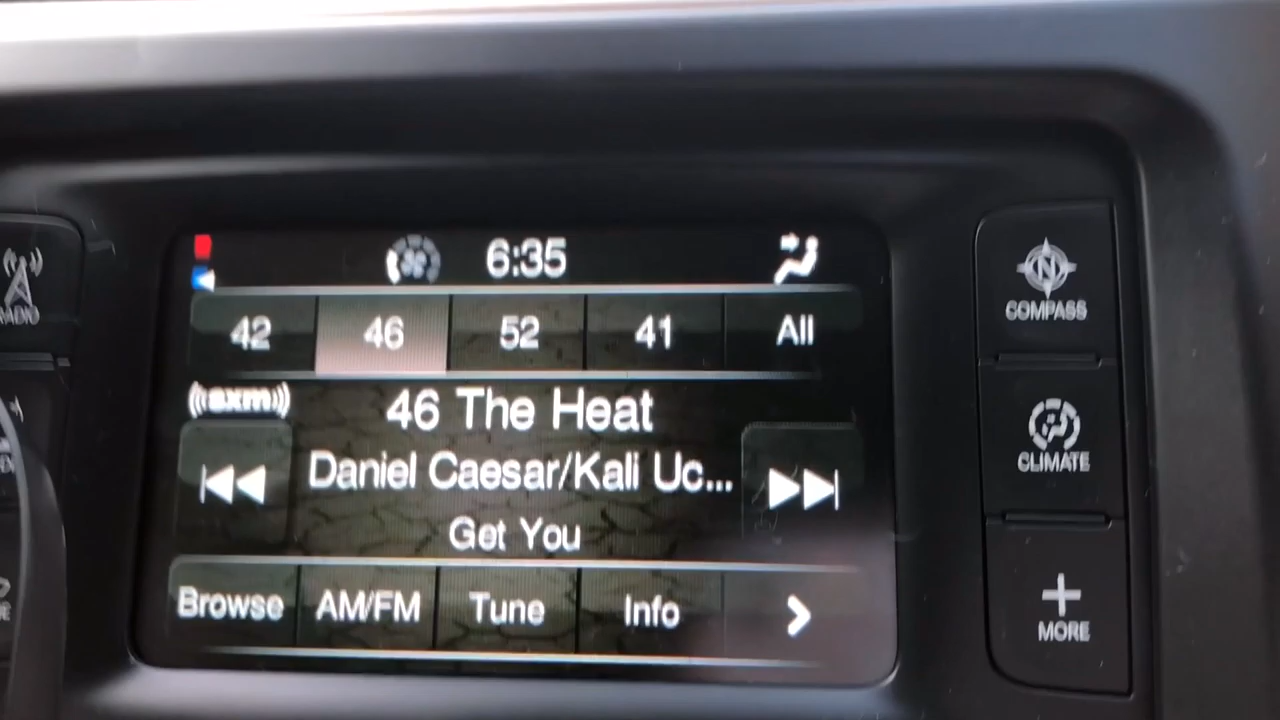 6:35
42 46 52 41 All
sxm
46 The Heat
Daniel Caesar/Kali Uc...
Get You
Browse AM/FM Tune Info
RADIO
N
COMPASS
CLIMATE
MORE